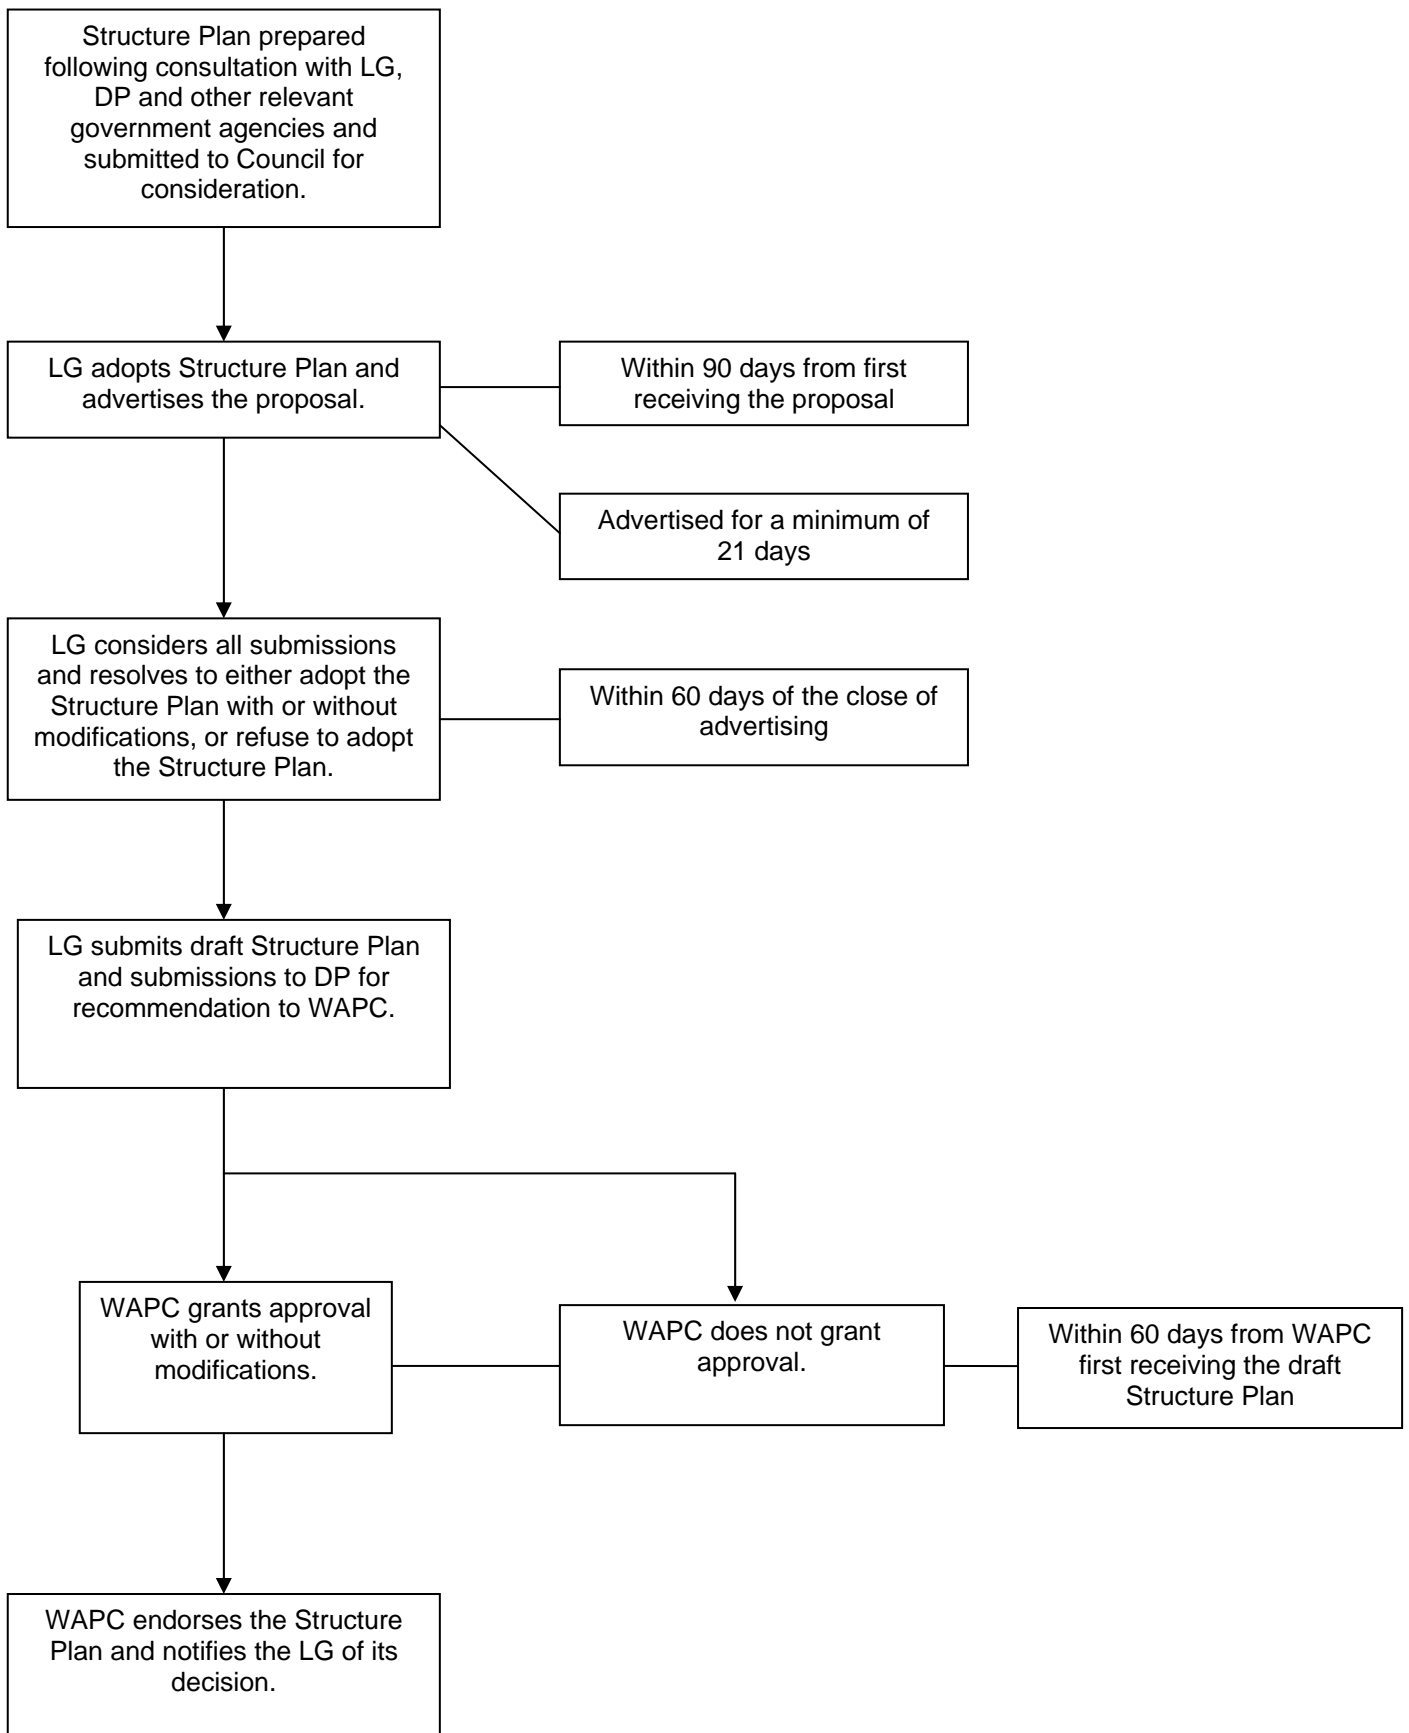 Structure Plan prepared
following consultation with LG,
DP and other relevant
government agencies and
submitted to Council for
consideration.
LG adopts Structure Plan and
advertises the proposal.
Within 90 days from first
receiving the proposal
Advertised for a minimum of
21 days
LG considers all submissions
and resolves to either adopt the
Structure Plan with or without
modifications, or refuse to adopt
the Structure Plan.
Within 60 days of the close of
advertising
LG submits draft Structure Plan
and submissions to DP for
recommendation to WAPC.
WAPC grants approval
with or without
modifications.
WAPC does not grant
approval.
Within 60 days from WAPC
first receiving the draft
Structure Plan
WAPC endorses the Structure
Plan and notifies the LG of its
decision.